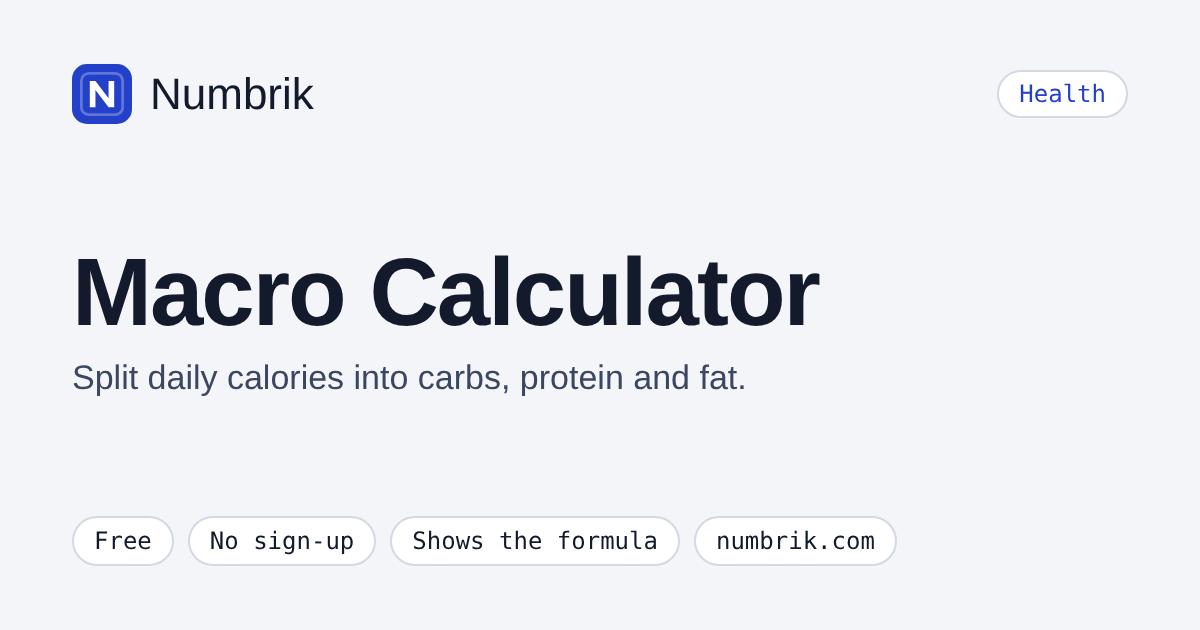 N Numbrik
Health
Macro Calculator
Split daily calories into carbs, protein and fat.
Free
No sign-up
Shows the formula
numbrik.com